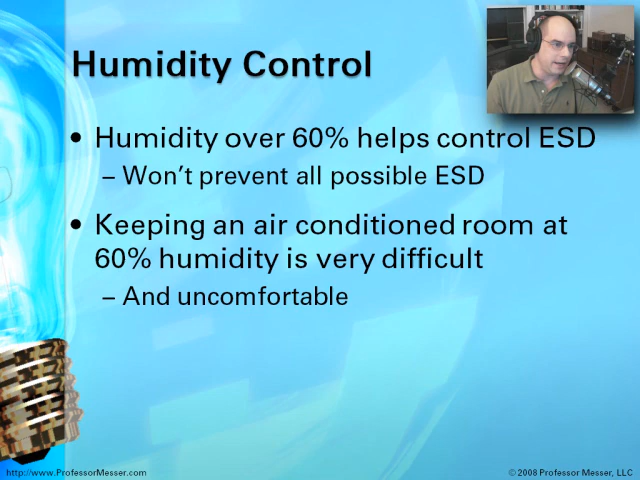 Humidity Control
• Humidity over 60% helps control ESD
– Won't prevent all possible ESD
• Keeping an air conditioned room at
60% humidity is very difficult
– And uncomfortable
http://www.ProfessorMesser.com
© 2008 Professor Messer, LLC